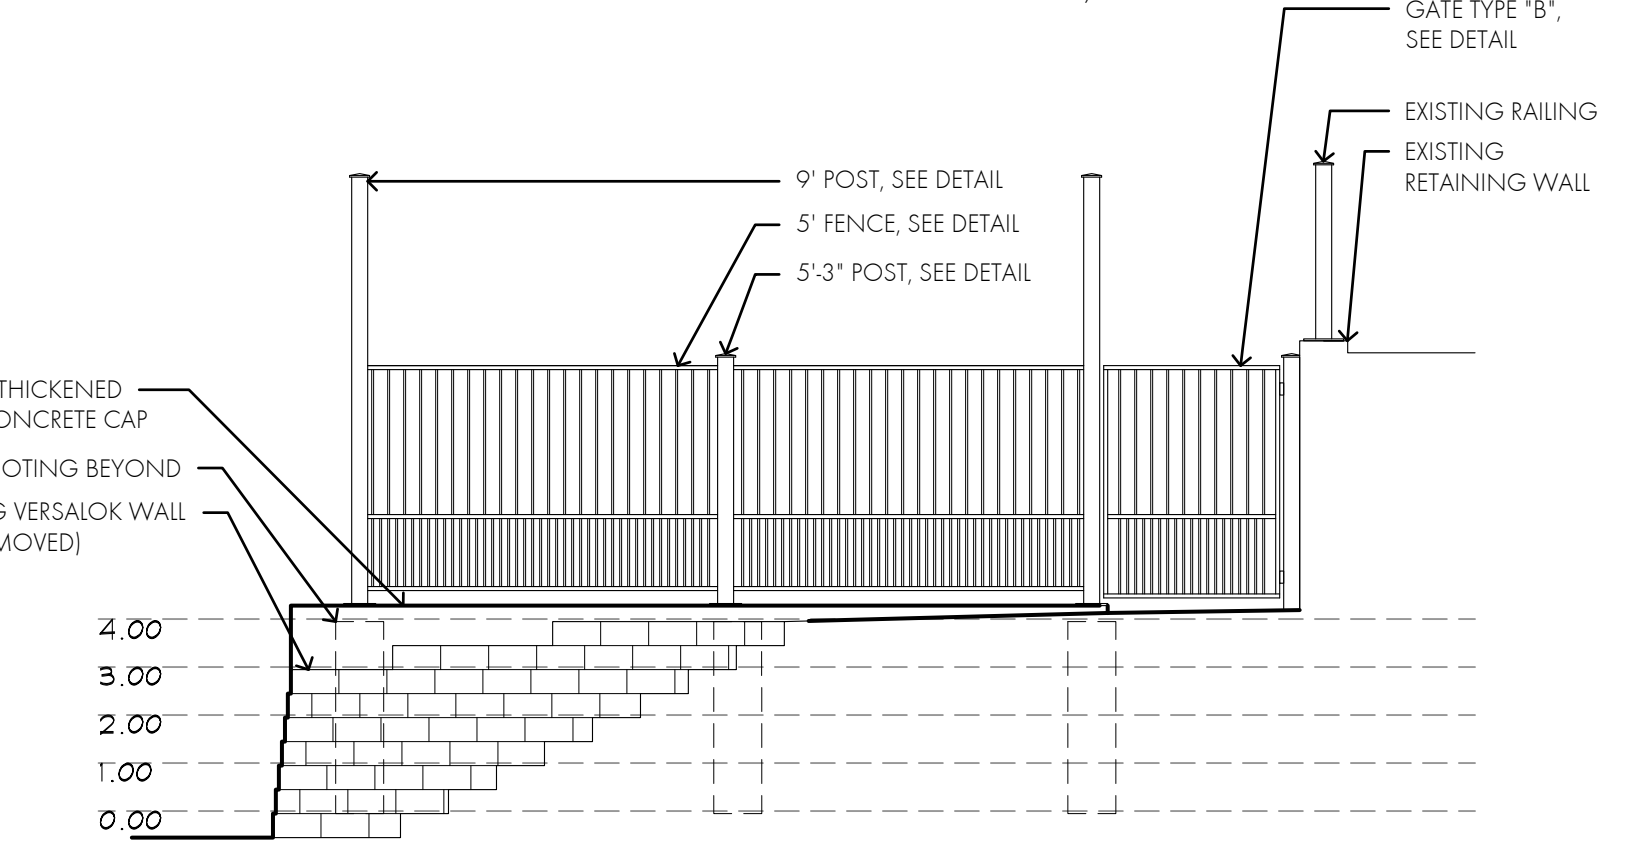 GATE TYPE "B",
SEE DETAIL
EXISTING RAILING
EXISTING
RETAINING WALL
9' POST, SEE DETAIL
5' FENCE, SEE DETAIL
5'-3" POST, SEE DETAIL
THICKENED
ONCRETE CAP
OTING BEYOND
G VERSALOK WALL
MOVED)
4.00
3.00
2.00
1.00
0.00